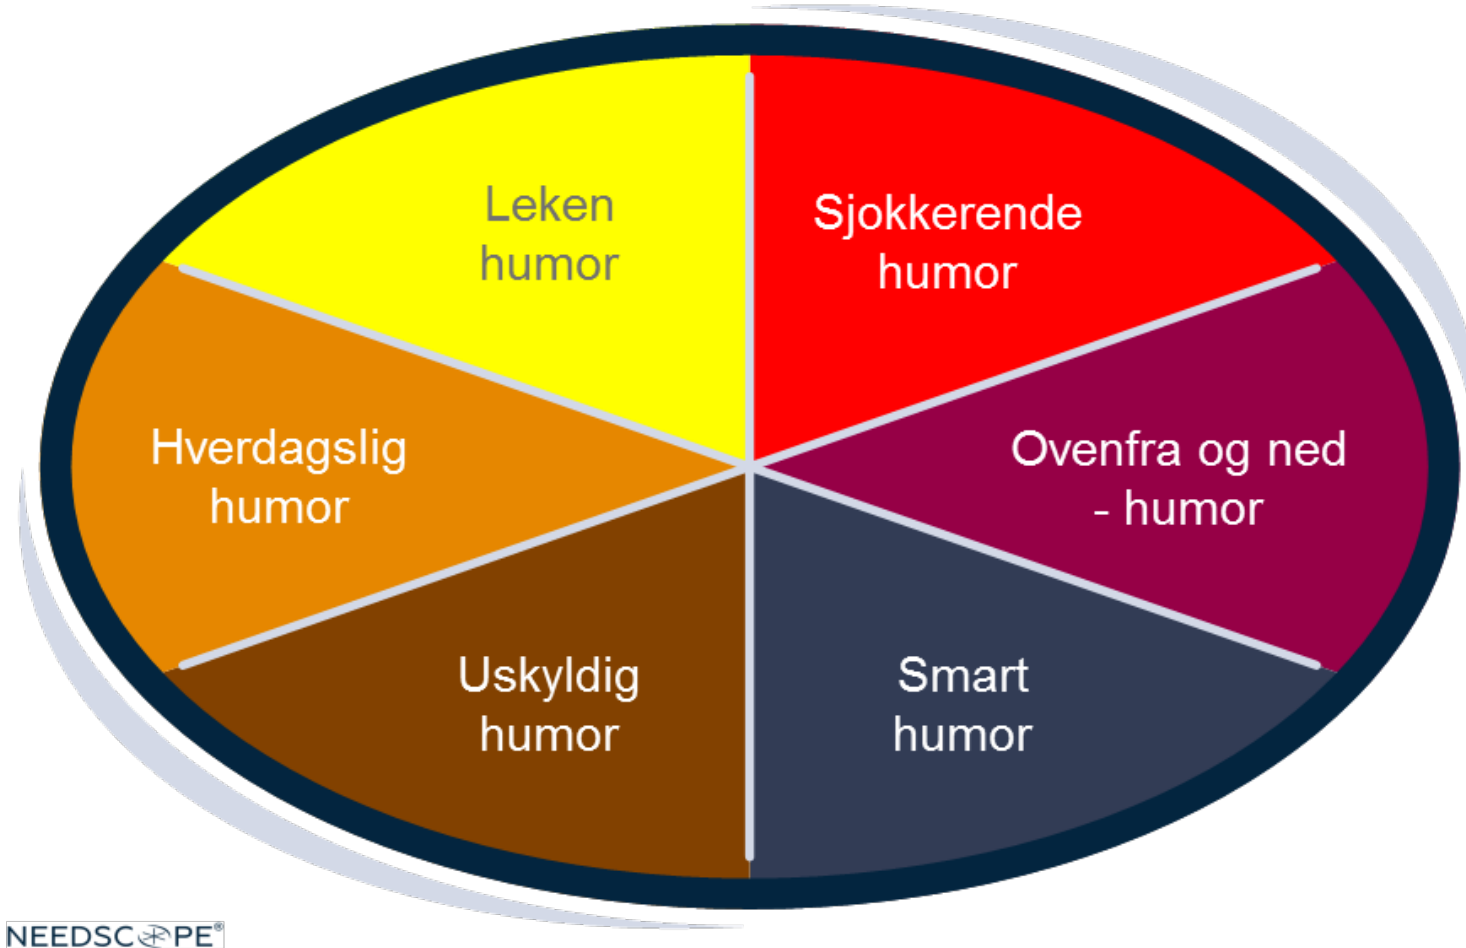 Leken
humor
Sjokkerende
humor
Hverdagslig
humor
Ovenfra og ned
- humor
Uskyldig
humor
Smart
humor
NEEDSCOPE®